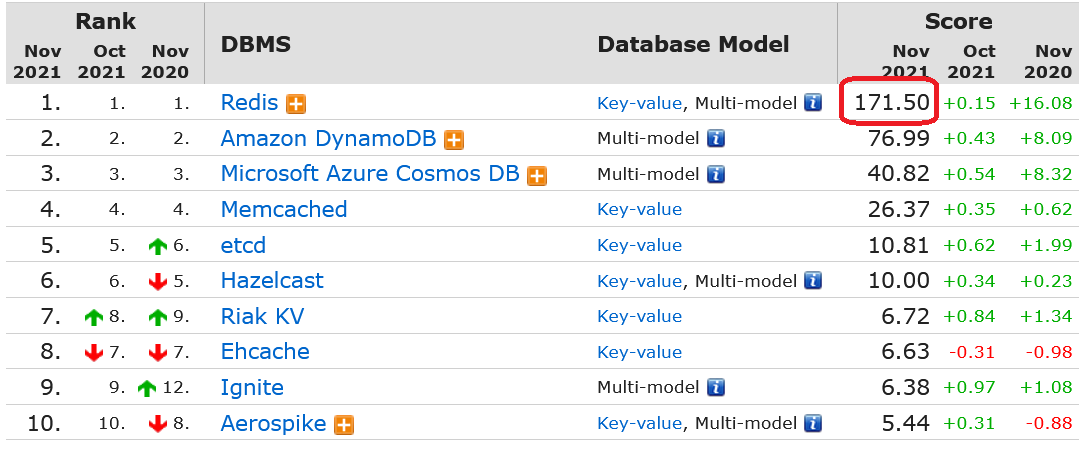 Rank Score
Nov Oct Nov DBMS Database Model Nov Oct Nov
2021 2021 2020 2021 2021 2020
1. 1. 1. Redis Key-value, Multi-model 171.50 +0.15 +16.08
2. 2. 2. Amazon DynamoDB Multi-model 76.99 +0.43 +8.09
3. 3. 3. Microsoft Azure Cosmos DB Multi-model 40.82 +0.54 +8.32
4. 4. 4. Memcached Key-value 26.37 +0.35 +0.62
5. 5. 6. etcd Key-value 10.81 +0.62 +1.99
6. 6. 5. Hazelcast Key-value, Multi-model 10.00 +0.34 +0.23
7. 8. 9. Riak KV Key-value 6.72 +0.84 +1.34
8. 7. 7. Ehcache Key-value 6.63 -0.31 -0.98
9. 9. 12. Ignite Multi-model 6.38 +0.97 +1.08
10. 10. 8. Aerospike Key-value, Multi-model 5.44 +0.31 -0.88